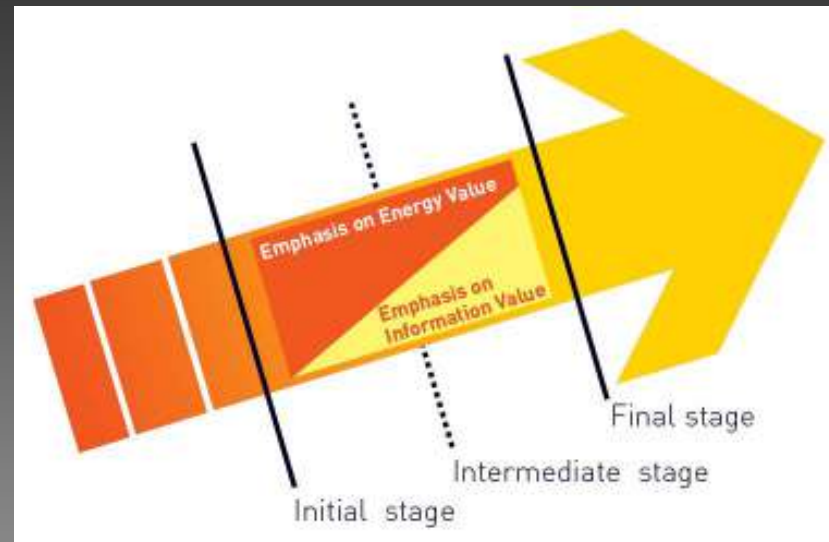 Emphasis on Energy Value
Emphasis on
Information Value
Final stage
Intermediate stage
Initial stage